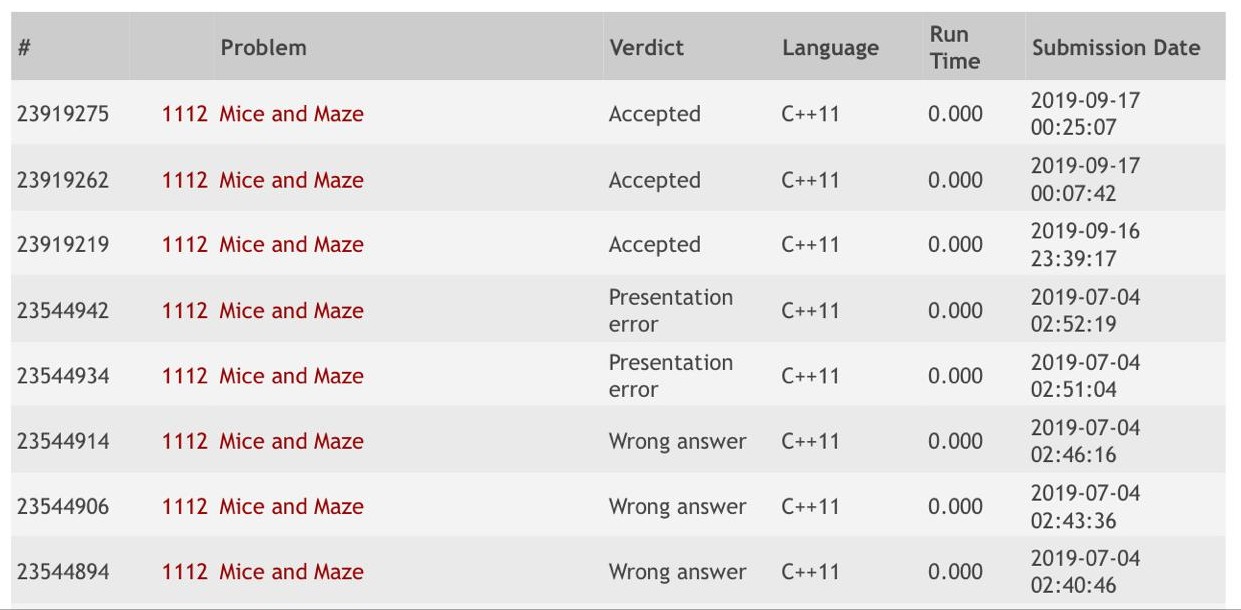 # Problem Verdict Language Run Time Submission Date
23919275 1112 Mice and Maze Accepted C++11 0.000 2019-09-17 00:25:07
23919262 1112 Mice and Maze Accepted C++11 0.000 2019-09-17 00:07:42
23919219 1112 Mice and Maze Accepted C++11 0.000 2019-09-16 23:39:17
23544942 1112 Mice and Maze Presentation error C++11 0.000 2019-07-04 02:52:19
23544934 1112 Mice and Maze Presentation error C++11 0.000 2019-07-04 02:51:04
23544914 1112 Mice and Maze Wrong answer C++11 0.000 2019-07-04 02:46:16
23544906 1112 Mice and Maze Wrong answer C++11 0.000 2019-07-04 02:43:36
23544894 1112 Mice and Maze Wrong answer C++11 0.000 2019-07-04 02:40:46